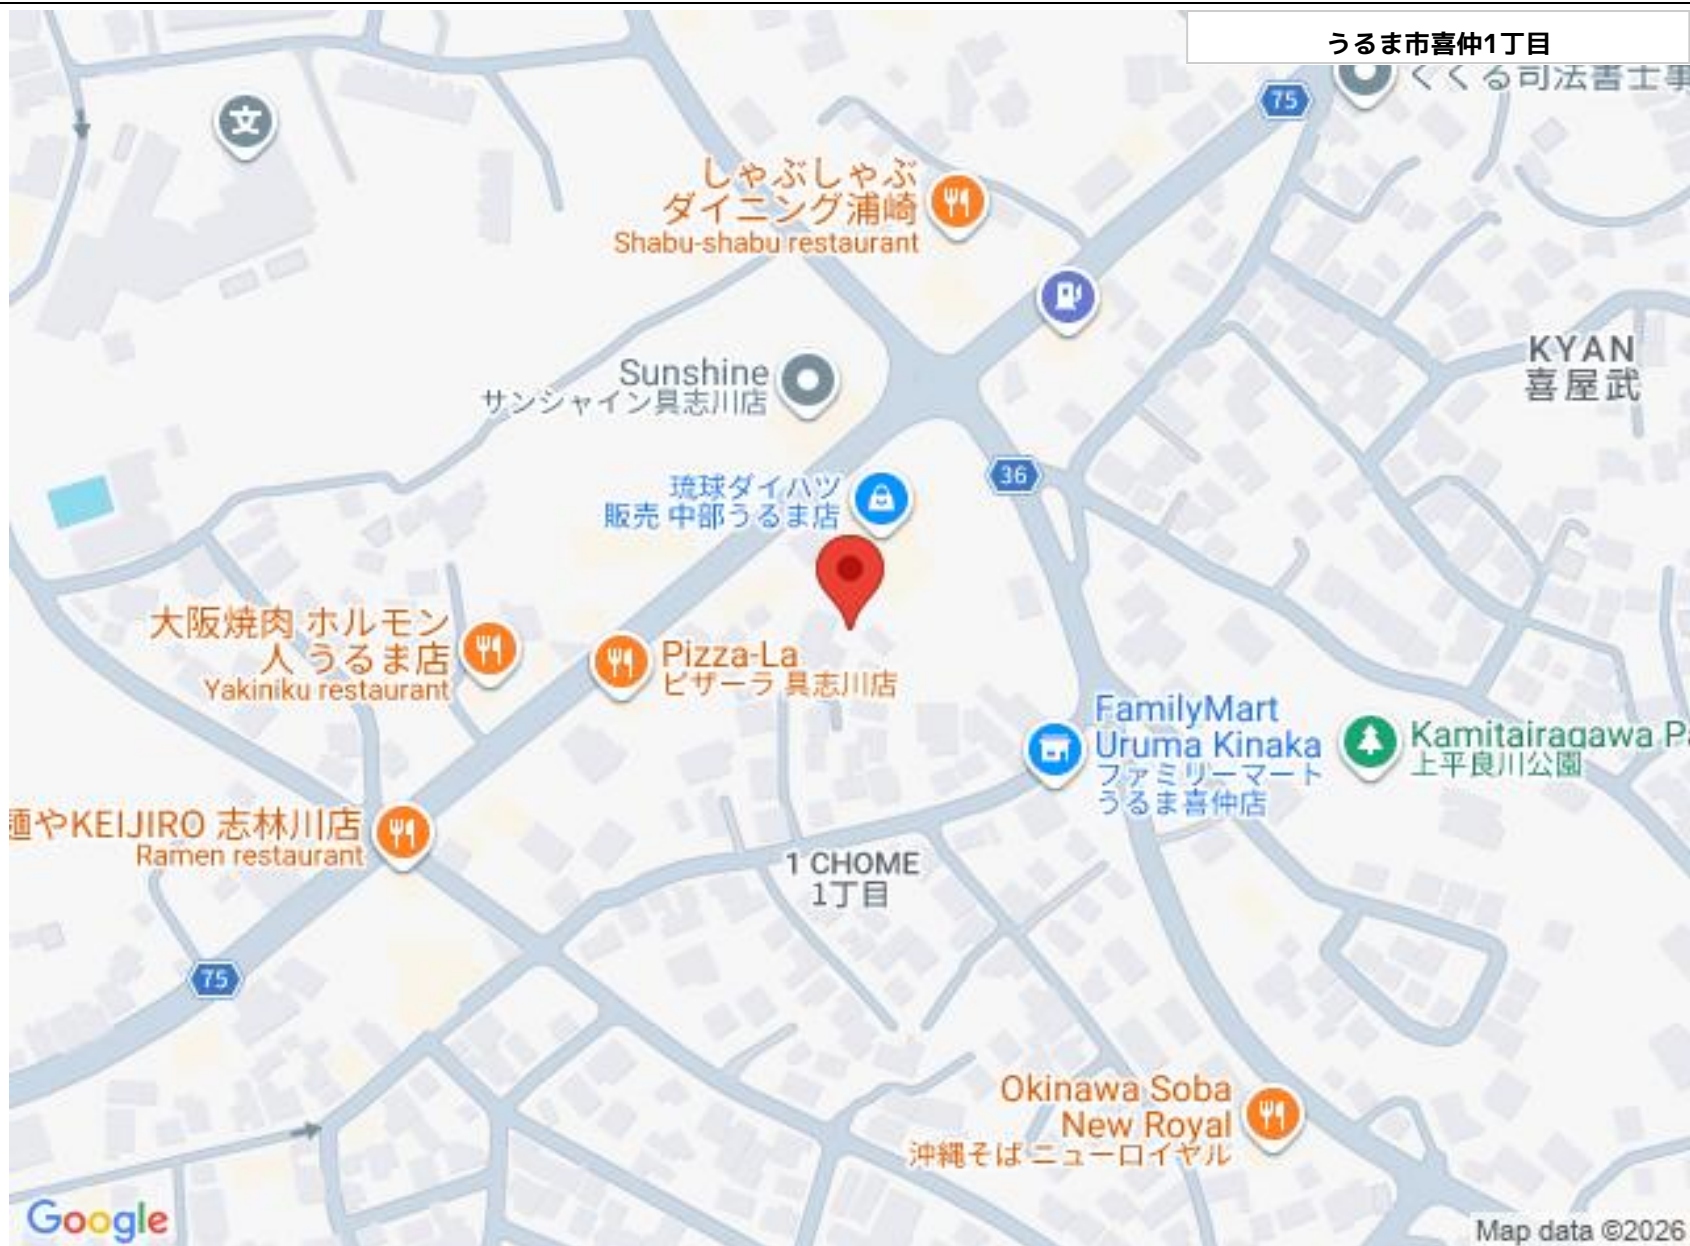 うるま市喜仲1丁目
75
くくる司法書士事
文
しゃぶしゃぶ
ダイニング浦崎
Shabu-shabu restaurant
KYAN
喜屋武
Sunshine
サンシャイン具志川店
36
琉球ダイハツ
販売 中部うるま店
大阪焼肉 ホルモン
人 うるま店
Yakiniku restaurant
Pizza-La
ピザーラ 具志川店
FamilyMart
Uruma Kinaka
ファミリーマート
うるま喜仲店
Kamitairagawa Pa
上平良川公園
麺やKEIJIRO 志林川店
Ramen restaurant
1 CHOME
1丁目
75
Okinawa Soba
New Royal
沖縄そば ニューロイヤル
Google
Map data ©2026